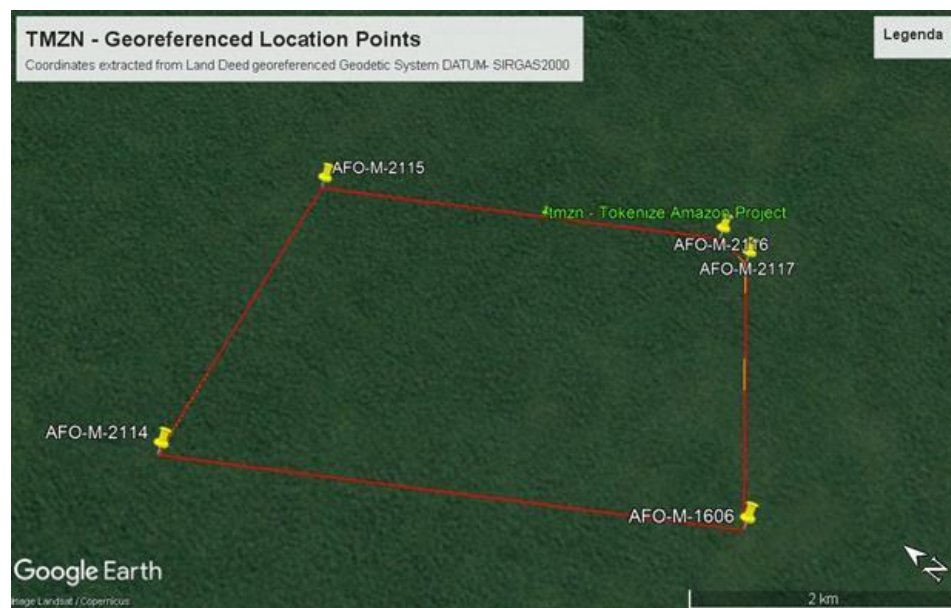 TMZN - Georeferenced Location Points
Coordinates extracted from Land Deed georeferenced Geodetic System DATUM- SIRGAS2000
Legenda
AFO-M-2115
tmzn - Tokenize Amazon Project
AFO-M-2116
AFO-M-2117
AFO-M-2114
AFO-M-1606
Google Earth
N
Image Landsat / Copernicus
2 km